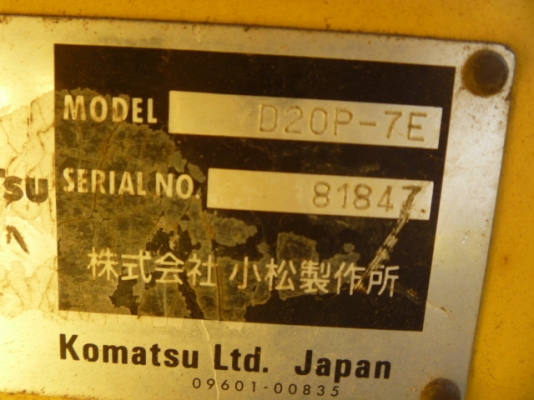 MODEL D20P-7E
tsu SERIAL NO. 81847
株式会社 小松製作所
Komatsu Ltd. Japan
09601-00835